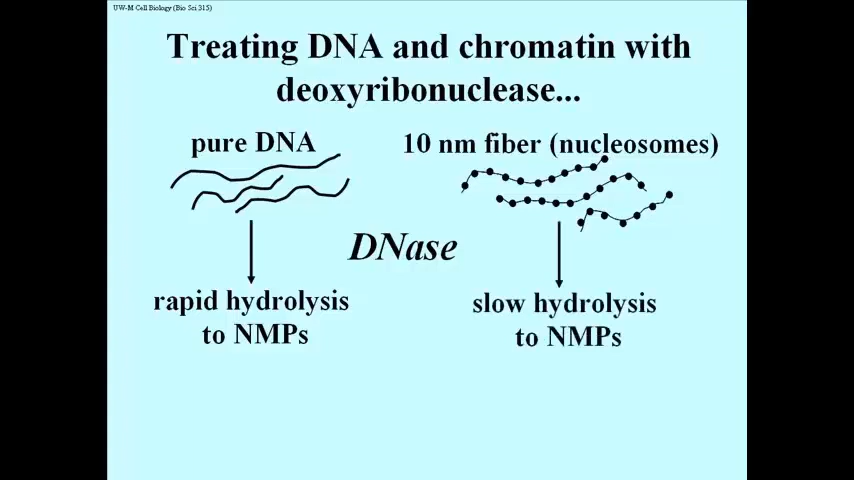 UW-M Cell Biology (Bio Sci 315)
Treating DNA and chromatin with
deoxyribonuclease...
pure DNA
10 nm fiber (nucleosomes)
DNase
rapid hydrolysis
to NMPs
slow hydrolysis
to NMPs